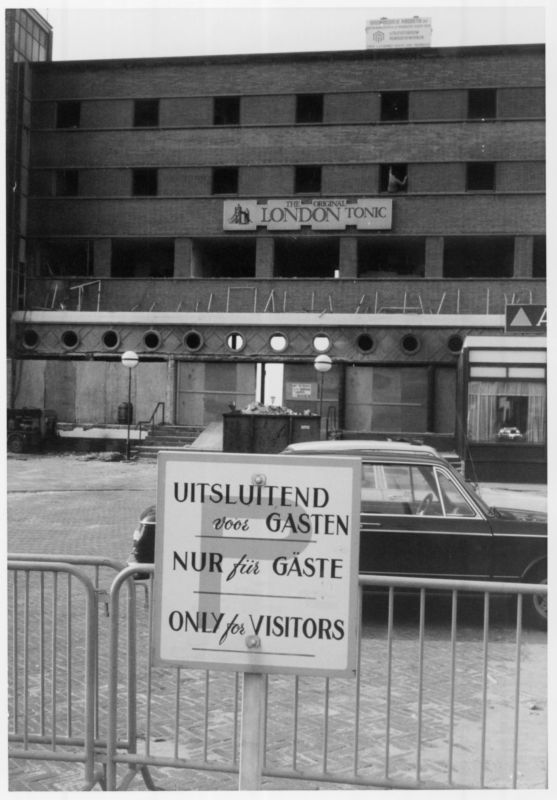 THE ORIGINAL
LONDON TONIC
A
UITSLUITEND
voor GASTEN
NUR für GÄSTE
ONLY for VISITORS
P